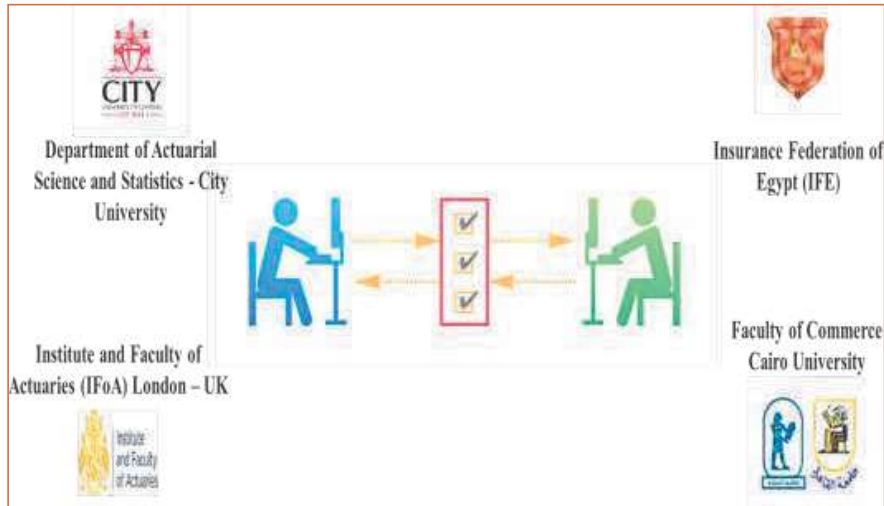 CITY
Department of Actuarial
Science and Statistics - City
University
Insurance Federation of
Egypt (IFE)
Institute and Faculty of
Actuaries (IFoA) London – UK
Institute
and Faculty
of Actuaries
Faculty of Commerce
Cairo University